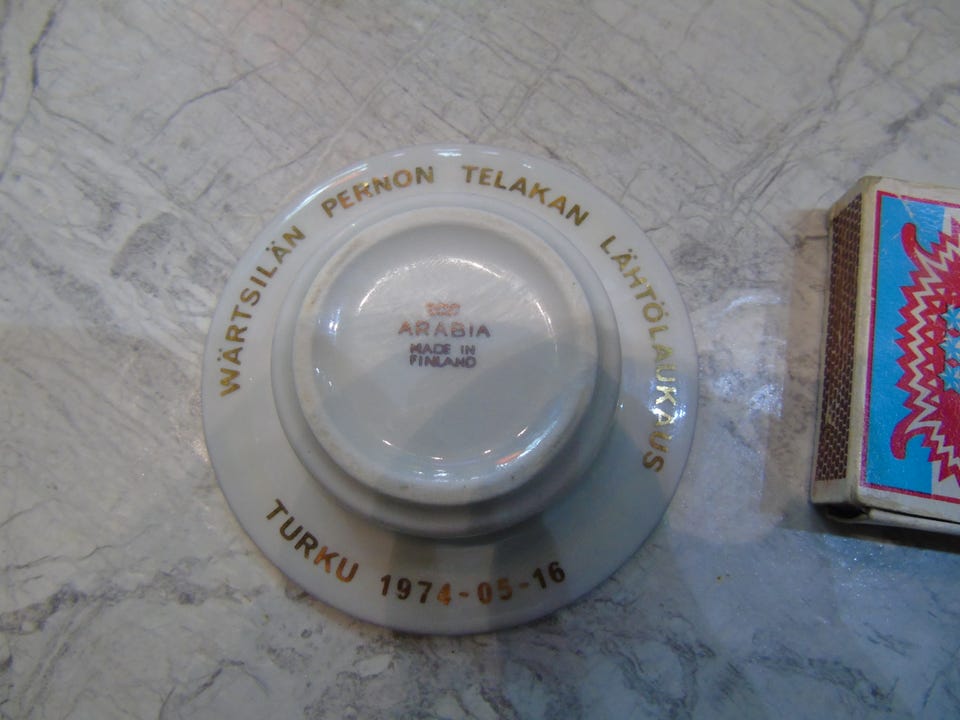 WÄRTSILÄN PERNON TELAKAN LÄHTÖLAUKAUS
ARABIA
MADE IN
FINLAND
TURKU 1974-05-16